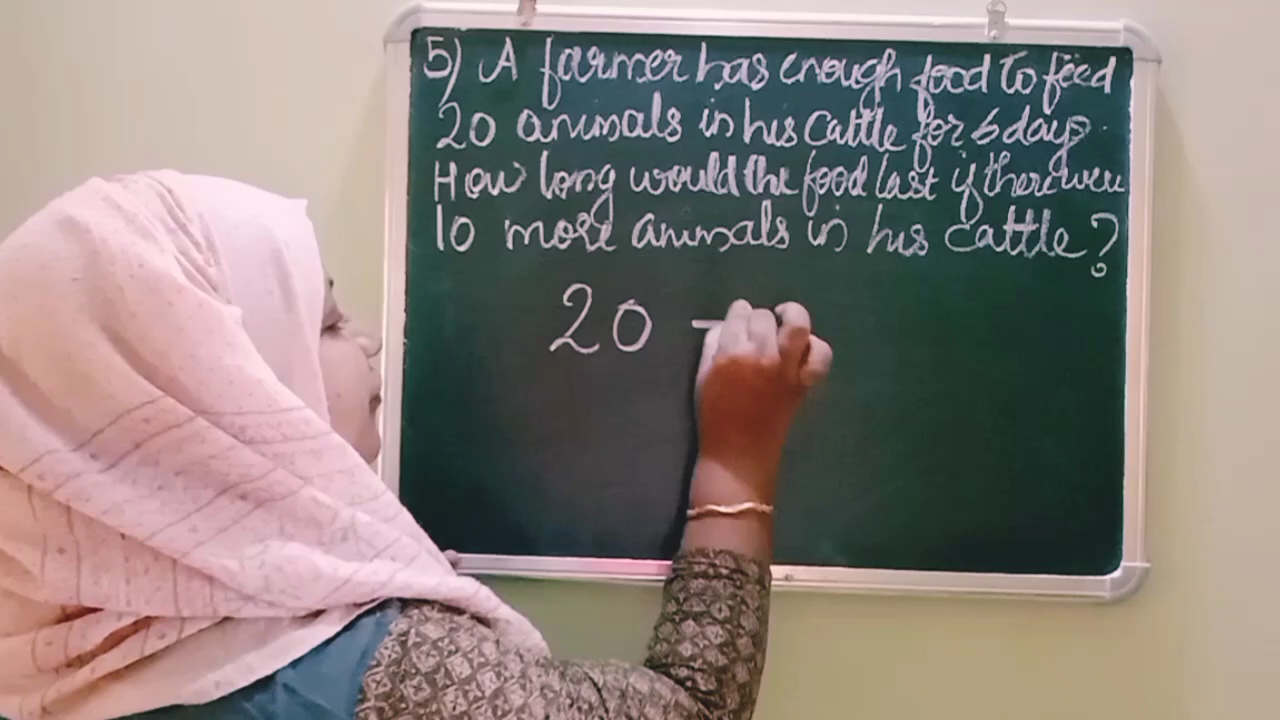 5) A farmer has enough food to feed
20 animals in his cattle for 6 days.
How long would the food last if there were
10 more animals in his cattle?
20 -